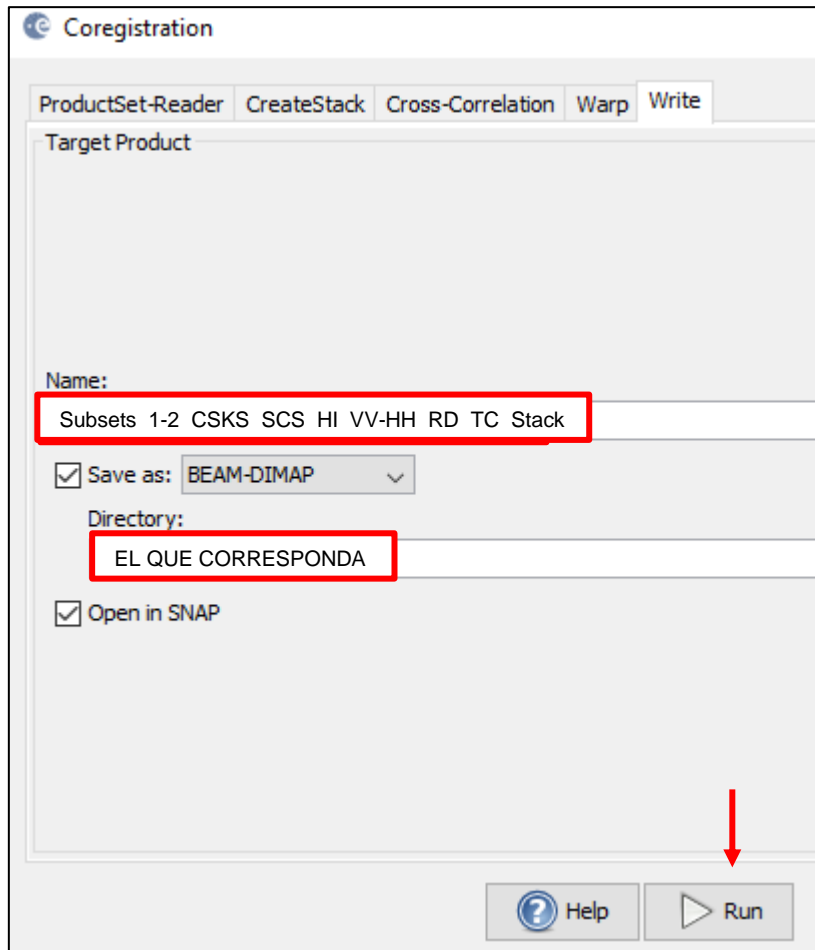 Coregistration
ProductSet-Reader CreateStack Cross-Correlation Warp Write
Target Product
Name:
Subsets 1-2 CSKS SCS HI VV-HH RD TC Stack
Save as: BEAM-DIMAP
Directory:
EL QUE CORRESPONDA
Open in SNAP
Help Run